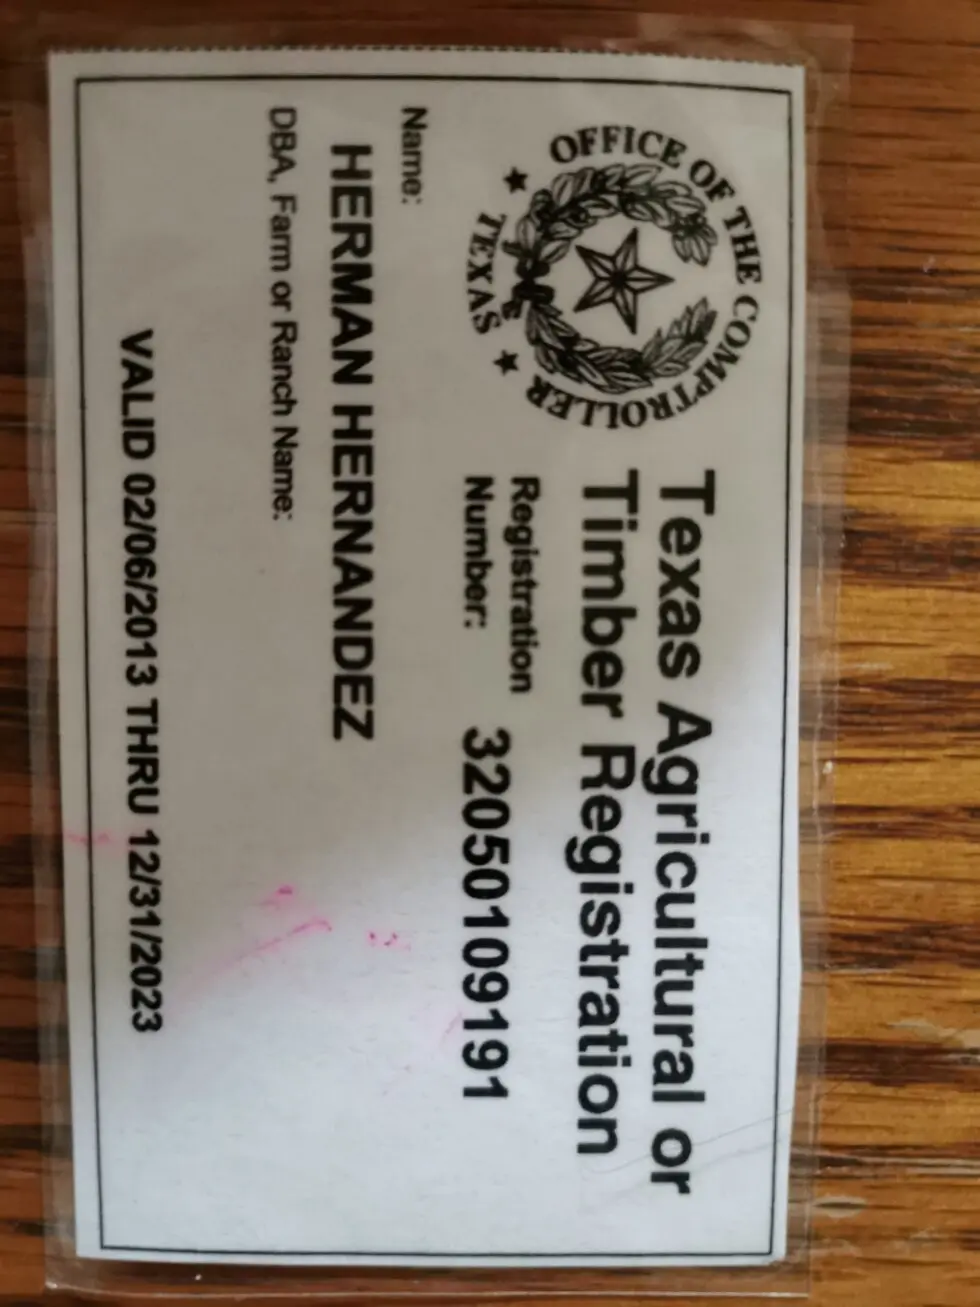 OFFICE OF THE COMPTROLLER
TEXAS
Texas Agricultural or
Timber Registration
Registration
Number: 32050109191
Name:
HERMAN HERNANDEZ
DBA, Farm or Ranch Name:
VALID 02/06/2013 THRU 12/31/2023